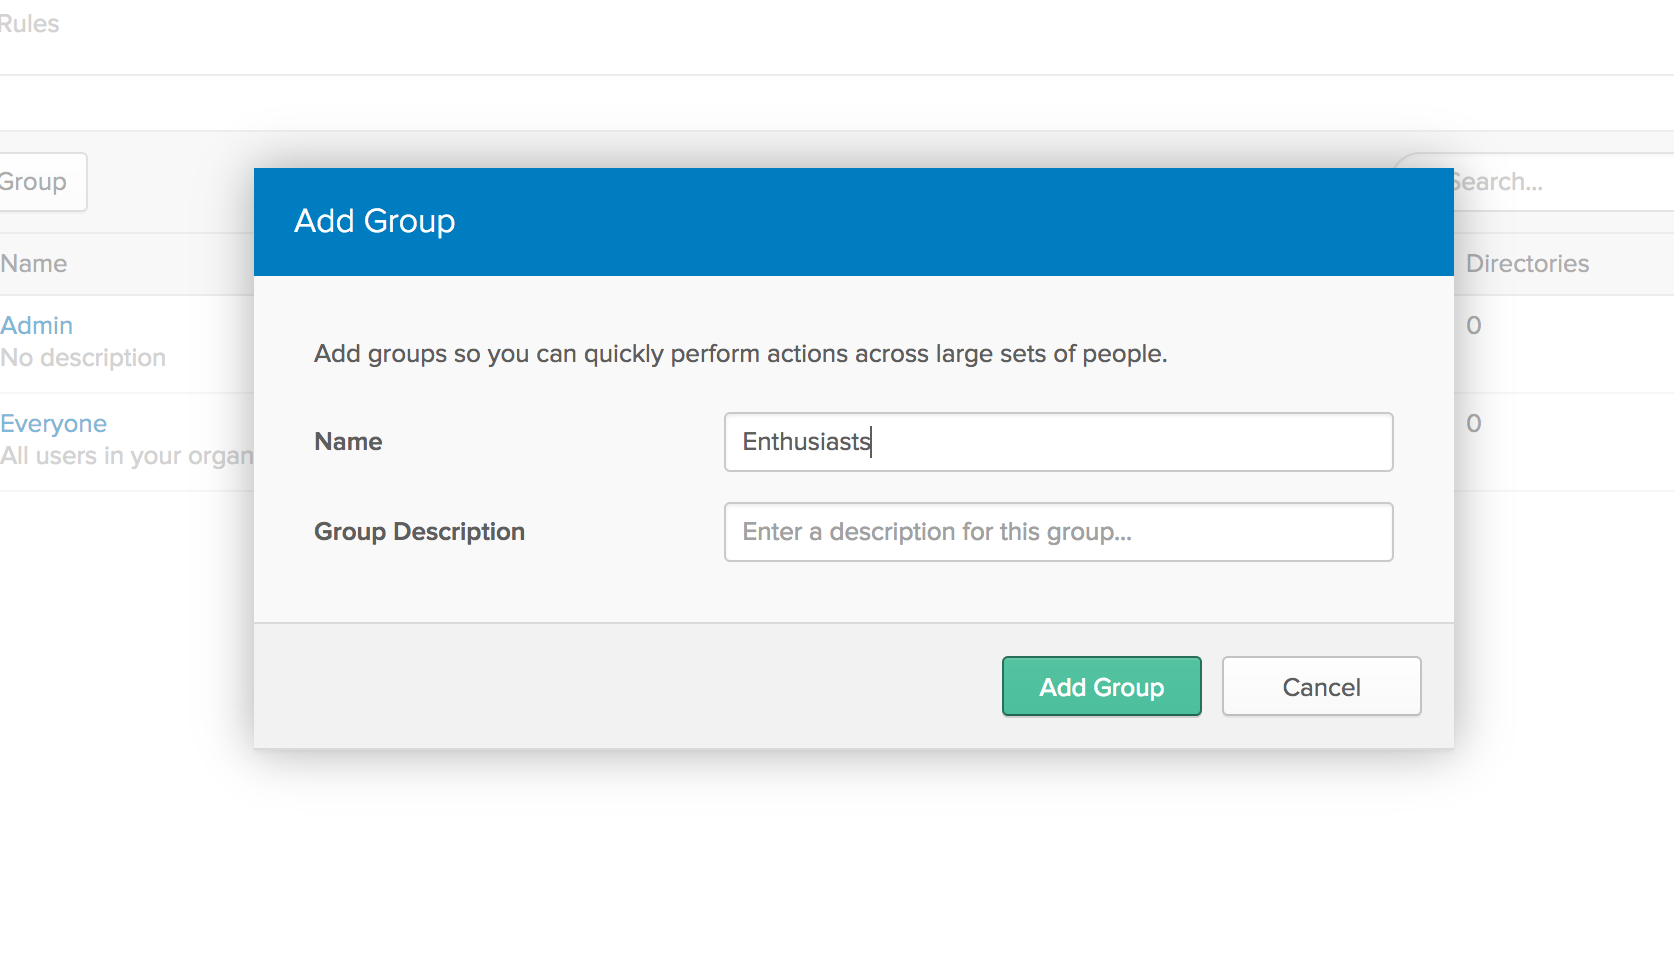 Rules
Group
Search...
Add Group
Name
Directories
Admin
No description
0
Everyone
All users in your organ
0
Add groups so you can quickly perform actions across large sets of people.
Name
Enthusiasts
Group Description
Enter a description for this group...
Add Group
Cancel